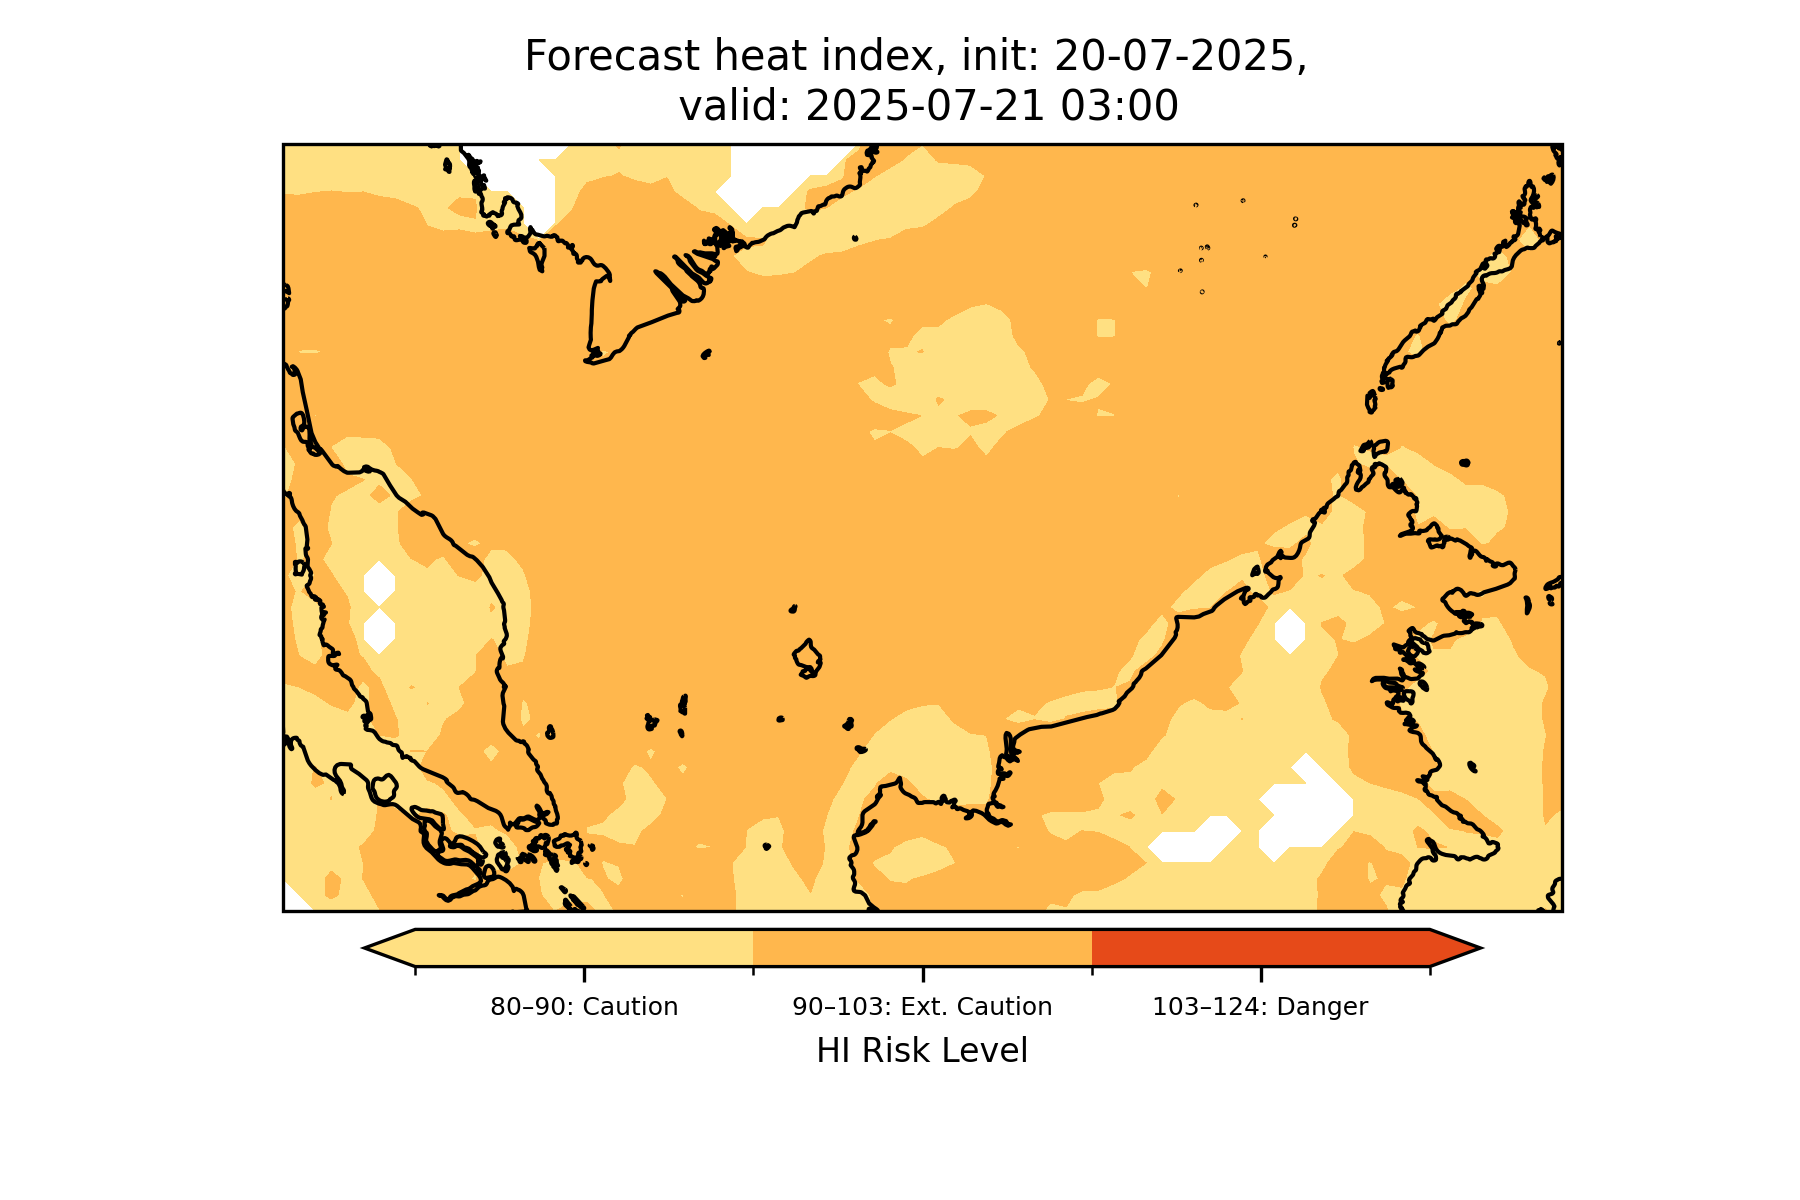 Forecast heat index, init: 20-07-2025,
valid: 2025-07-21 03:00
80–90: Caution
90–103: Ext. Caution
103–124: Danger
HI Risk Level